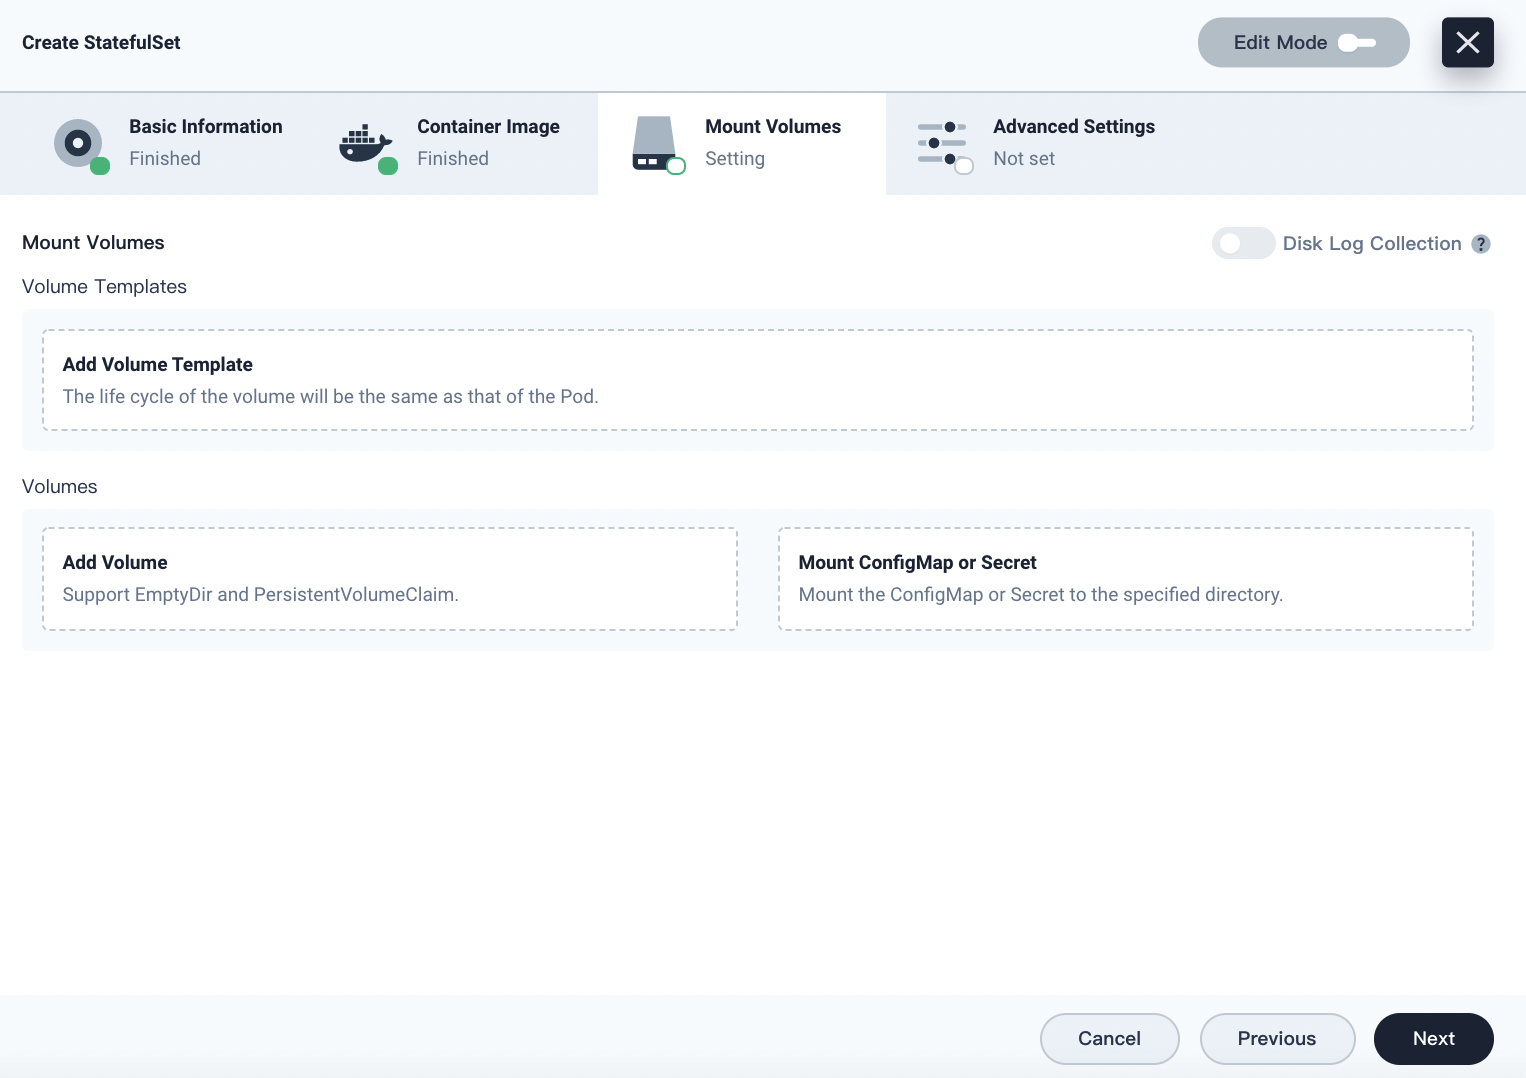 Create StatefulSet
Edit Mode
Basic Information
Finished
Container Image
Finished
Mount Volumes
Setting
Advanced Settings
Not set
Mount Volumes
Disk Log Collection ?
Volume Templates
Add Volume Template
The life cycle of the volume will be the same as that of the Pod.
Volumes
Add Volume
Support EmptyDir and PersistentVolumeClaim.
Mount ConfigMap or Secret
Mount the ConfigMap or Secret to the specified directory.
Cancel
Previous
Next